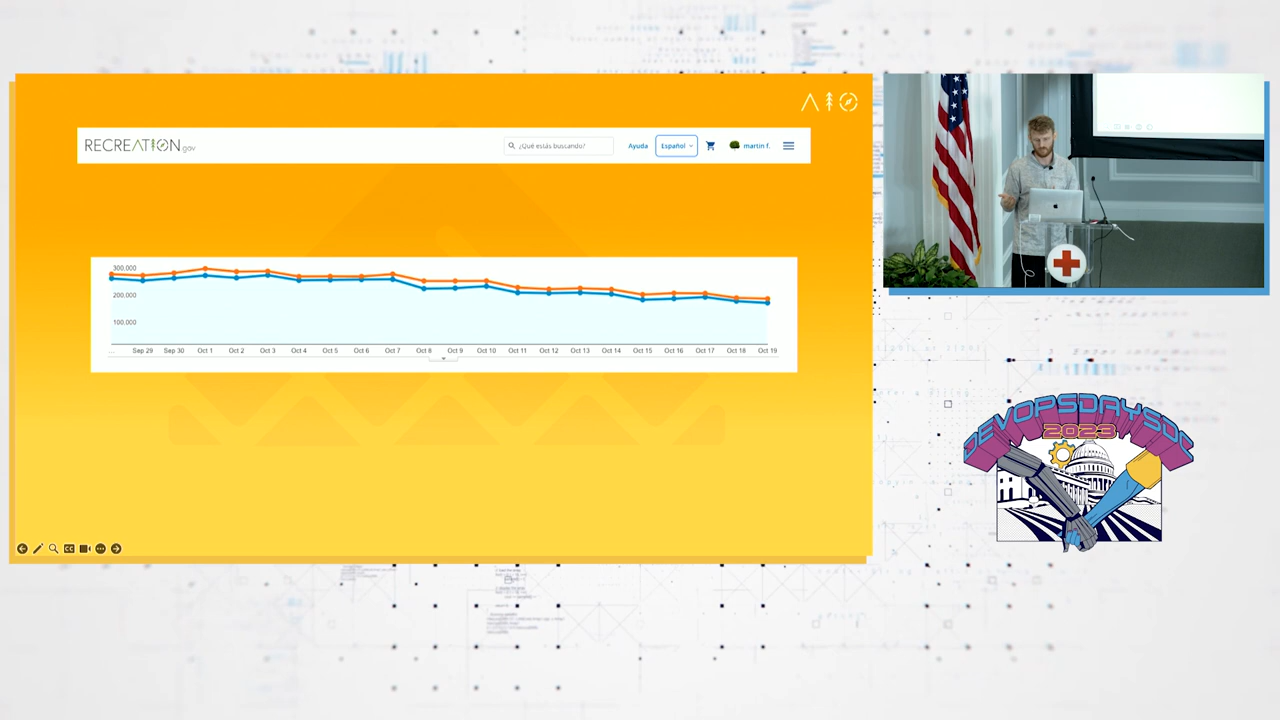 RECREATION.gov
¿Qué estás buscando?
Ayuda
Español
martin f.
300.000
200.000
100.000
... Sep 29 Sep 30 Oct 1 Oct 2 Oct 3 Oct 4 Oct 5 Oct 6 Oct 7 Oct 8 Oct 9 Oct 10 Oct 11 Oct 12 Oct 13 Oct 14 Oct 15 Oct 16 Oct 17 Oct 18 Oct 19
CC
DEVOPSDAYSDC
2023